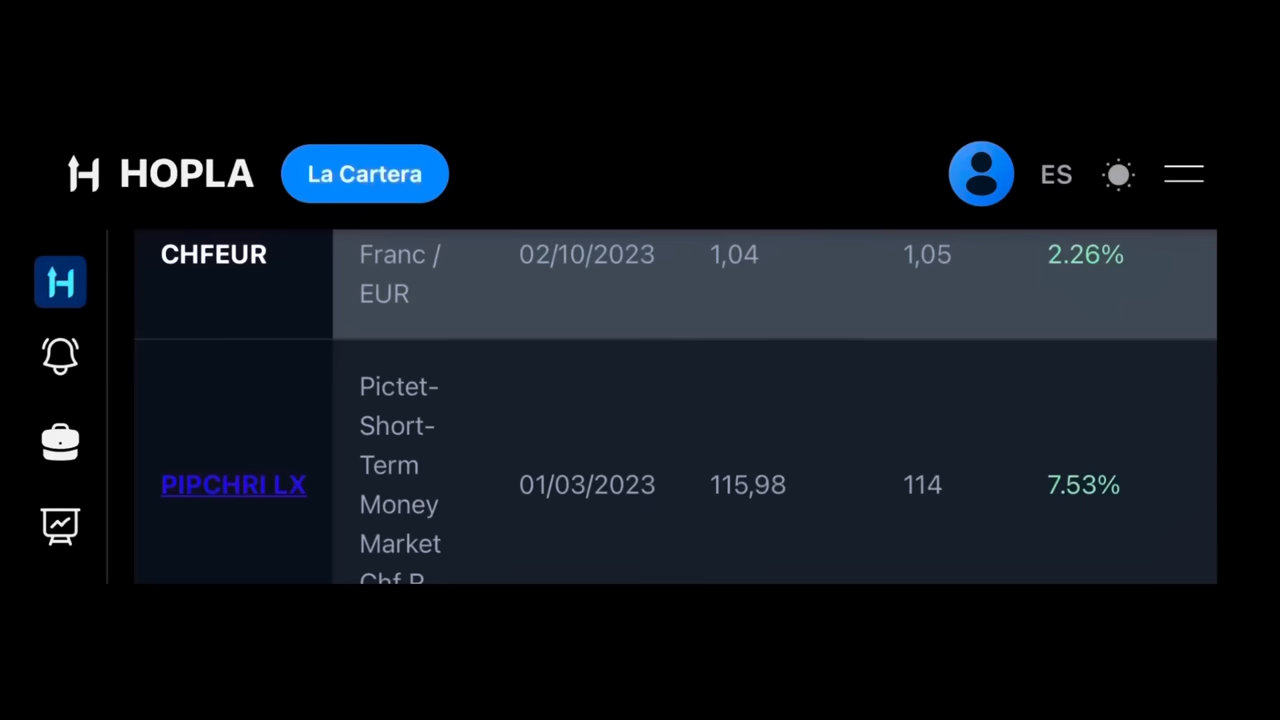 HOPLA
La Cartera
ES
CHFEUR
Franc /
EUR
02/10/2023
1,04
1,05
2.26%
PIPCHRI LX
Pictet-
Short-
Term
Money
Market
Chf P
01/03/2023
115,98
114
7.53%